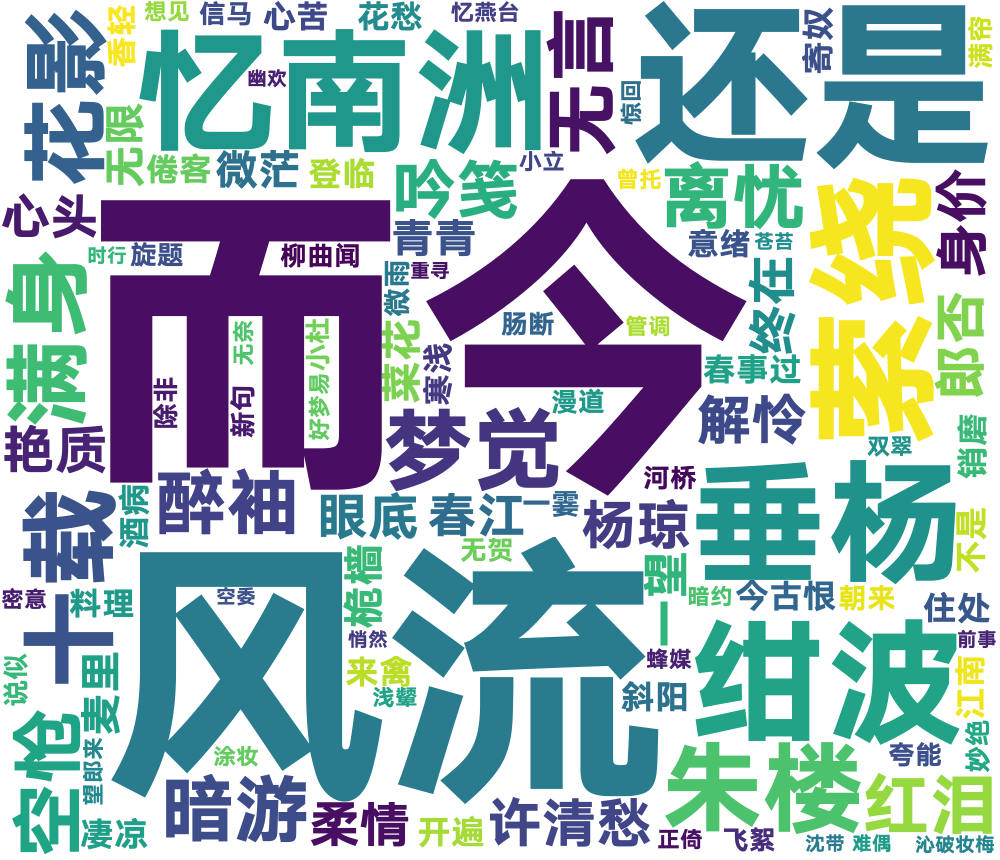 想见
信马
心苦
花愁
忆燕台
香轻
花影
忆南洲
幽欢
无言
还是
寄奴
满帘
惊回
无限
倦客
微茫
登临
吟笺
小立
曾托
离忧
萦绕
身价
心头
时行
旋题
柳曲闻
青青
重寻
微雨
意绪
苍苔
终在
而今
满身
无奈
好梦易小杜
菜花
寒浅
肠断
管调
春事过
郎否
除非
新句
漫道
解怜
双翠
销磨
艳质
梦觉
载
酒病
醉袖
眼底
春江
一霎
杨琼
河桥
垂杨
不是
无贺
桅樯
一望
密意
料理
空委
风流
悄然
暗约
今古恨
朝来
住处
十
蜂媒
前事
来禽
浅颦
斜阳
绀波
江南
说似
麦里
空怆
望郎来
涂妆
妙绝
夸能
凄凉
暗游
柔情
开遍
许清愁
正倚
飞絮
朱楼
红泪
沈带
难偶
沁破妆梅